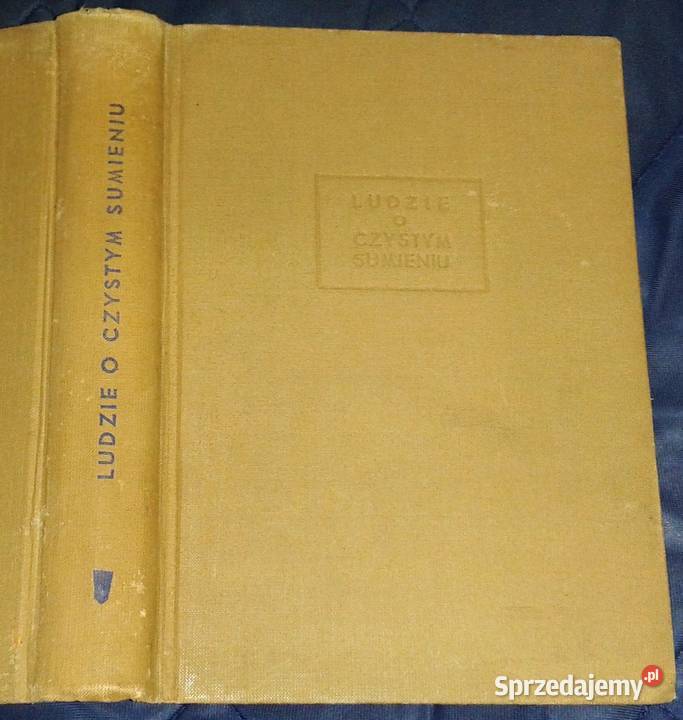 LUDZIE O CZYSTYM SUMIENIU
LUDZIE
O
CZYSTYM
SUMIENIU
Sprzedajemy.pl